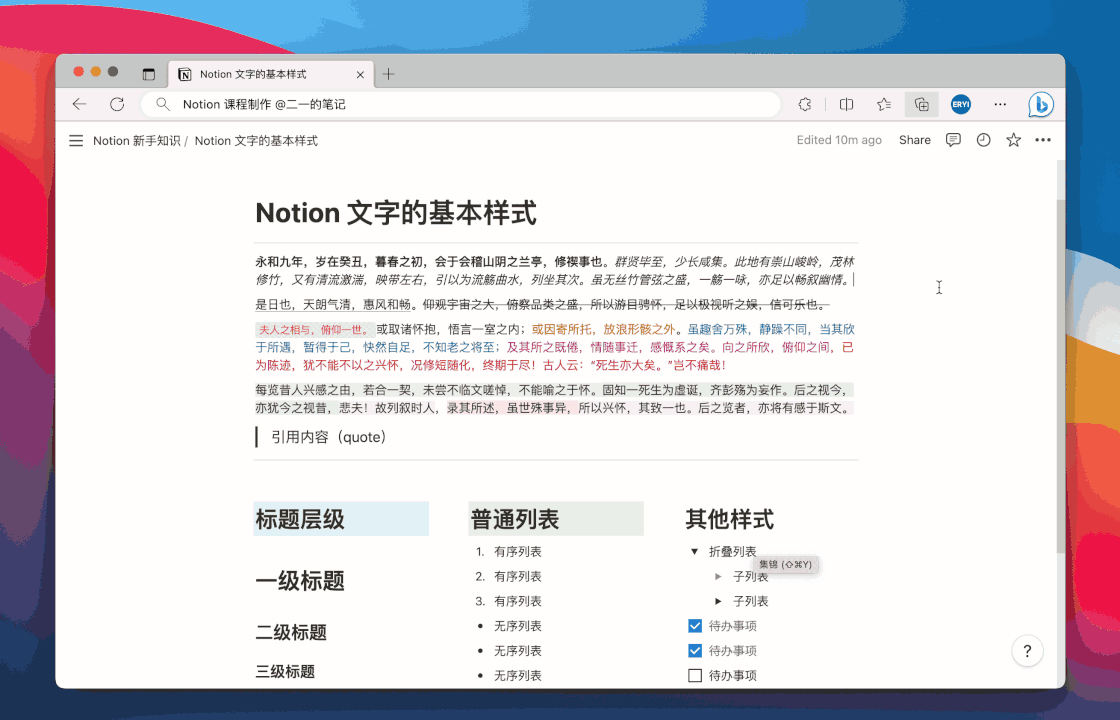 Notion 文字的基本样式
Notion 课程制作 @二一的笔记
ERYI
Notion 新手知识 / Notion 文字的基本样式
Edited 10m ago Share
Notion 文字的基本样式
永和九年，岁在癸丑，暮春之初，会于会稽山阴之兰亭，修禊事也。群贤毕至，少长咸集。此地有崇山峻岭，茂林
修竹，又有清流激湍，映带左右，引以为流觞曲水，列坐其次。虽无丝竹管弦之盛，一觞一咏，亦足以畅叙幽情。
是日也，天朗气清，惠风和畅。仰观宇宙之大，俯察品类之盛，所以游目骋怀，足以极视听之娱，信可乐也。
夫人之相与，俯仰一世。或取诸怀抱，悟言一室之内；或因寄所托，放浪形骸之外。虽趣舍万殊，静躁不同，当其欣
于所遇，暂得于己，快然自足，不知老之将至；及其所之既倦，情随事迁，感慨系之矣。向之所欣，俯仰之间，已
为陈迹，犹不能不以之兴怀，况修短随化，终期于尽！古人云：“死生亦大矣。”岂不痛哉！
每览昔人兴感之由，若合一契，未尝不临文嗟悼，不能喻之于怀。固知一死生为虚诞，齐彭殇为妄作。后之视今，
亦犹今之视昔，悲夫！故列叙时人，录其所述，虽世殊事异，所以兴怀，其致一也。后之览者，亦将有感于斯文。
引用内容（quote）
标题层级
一级标题
二级标题
三级标题
普通列表
1. 有序列表
2. 有序列表
3. 有序列表
• 无序列表
• 无序列表
• 无序列表
其他样式
折叠列表
集锦 (⇧⌘Y)
子列表
子列表
待办事项
待办事项
待办事项
?